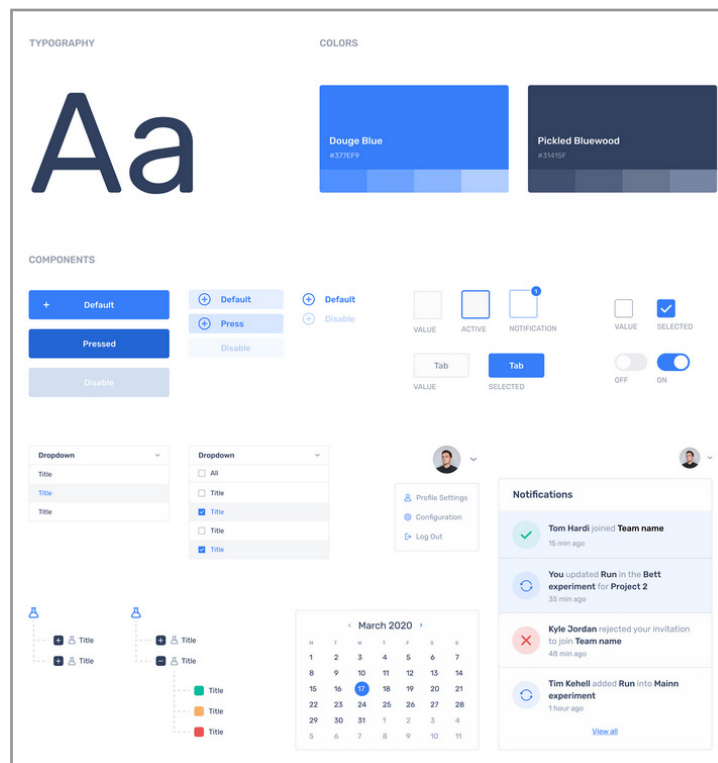 TYPOGRAPHY
COLORS
Aa
Douge Blue
#377EF9
Pickled Bluewood
#31415F
COMPONENTS
+ Default
Pressed
Disable
Default
Press
Disable
Default
Disable
1
VALUE
ACTIVE
NOTIFICATION
Tab
Tab
VALUE
SELECTED
VALUE
SELECTED
OFF
ON
Dropdown
Title
Title
Title
Dropdown
All
Title
Title
Title
Title
Profile Settings
Configuration
Log Out
Notifications
Tom Hardi joined Team name
15 min ago
You updated Run in the Bett
experiment for Project 2
35 min ago
Kyle Jordan rejected your invitation
to join Team name
48 min ago
Tim Kehell added Run into Mainn
experiment
1 hour ago
View all
Title
Title
Title
Title
Title
Title
Title
‹ March 2020 ›
M T W T F S S
1 2 3 4 5 6 7
8 9 10 11 12 13 14
15 16 17 18 19 20 21
22 23 24 25 26 27 28
29 30 31 1 2 3 4
5 6 7 8 9 10 11